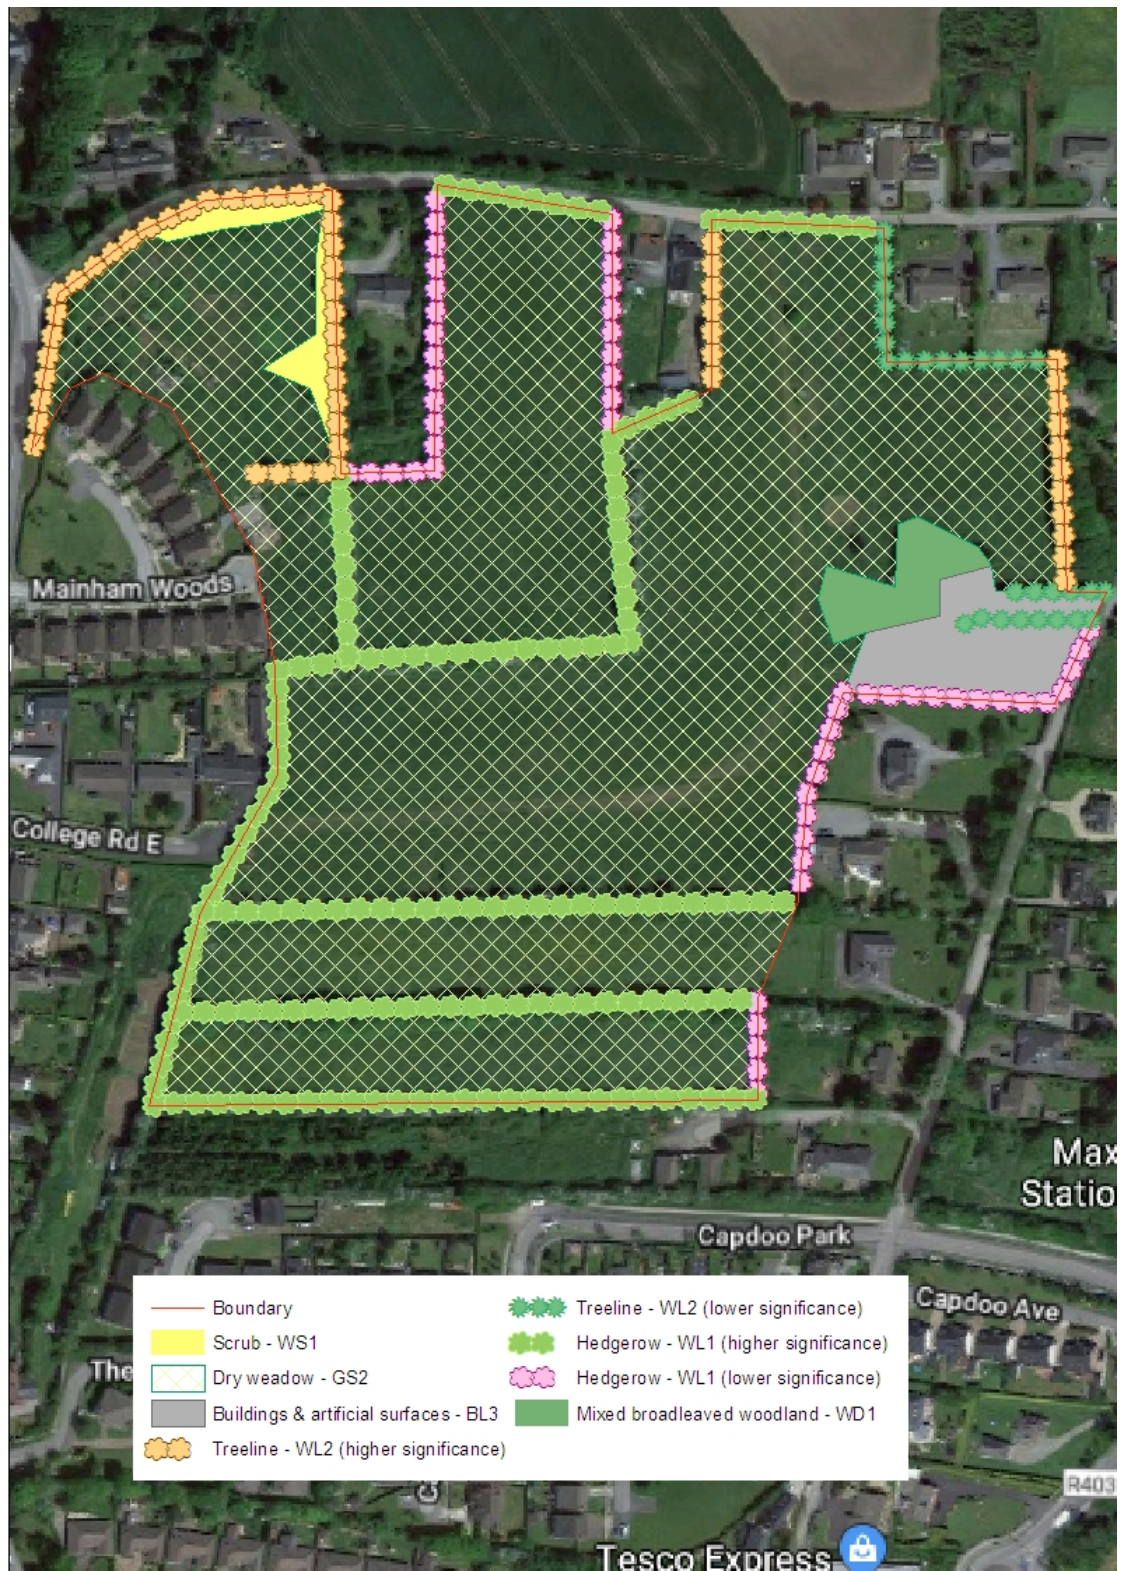 Mainham Woods
College Rd E
Max
Statio
Capdoo Park
Capdoo Ave
The
Boundary
Scrub - WS1
Dry weadow - GS2
Buildings & artificial surfaces - BL3
Treeline - WL2 (higher significance)
Treeline - WL2 (lower significance)
Hedgerow - WL1 (higher significance)
Hedgerow - WL1 (lower significance)
Mixed broadleaved woodland - WD1
R403
Tesco Express